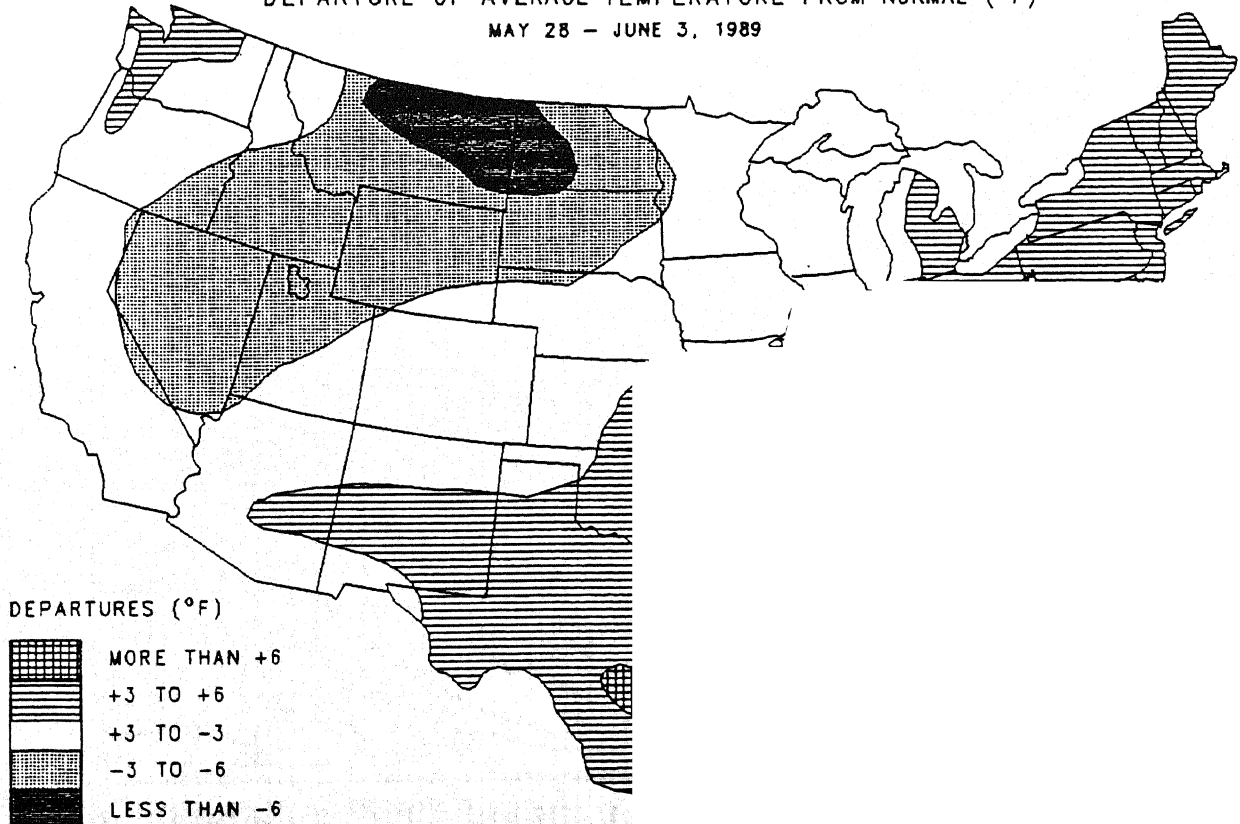 DEPARTURE OF AVERAGE TEMPERATURE FROM NORMAL (°F)
MAY 28 – JUNE 3, 1989
DEPARTURES (°F)
MORE THAN +6
+3 TO +6
+3 TO -3
-3 TO -6
LESS THAN -6